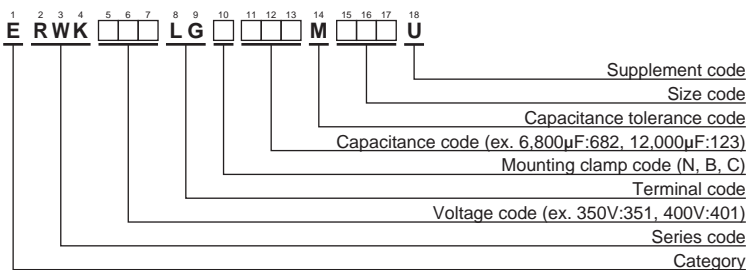 1 2 3 4 5 6 7 8 9 10 11 12 13 14 15 16 17 18
E R W K □□□ L G □ □□□ M □□□ U
Supplement code
Size code
Capacitance tolerance code
Capacitance code (ex. 6,800µF:682, 12,000µF:123)
Mounting clamp code (N, B, C)
Terminal code
Voltage code (ex. 350V:351, 400V:401)
Series code
Category